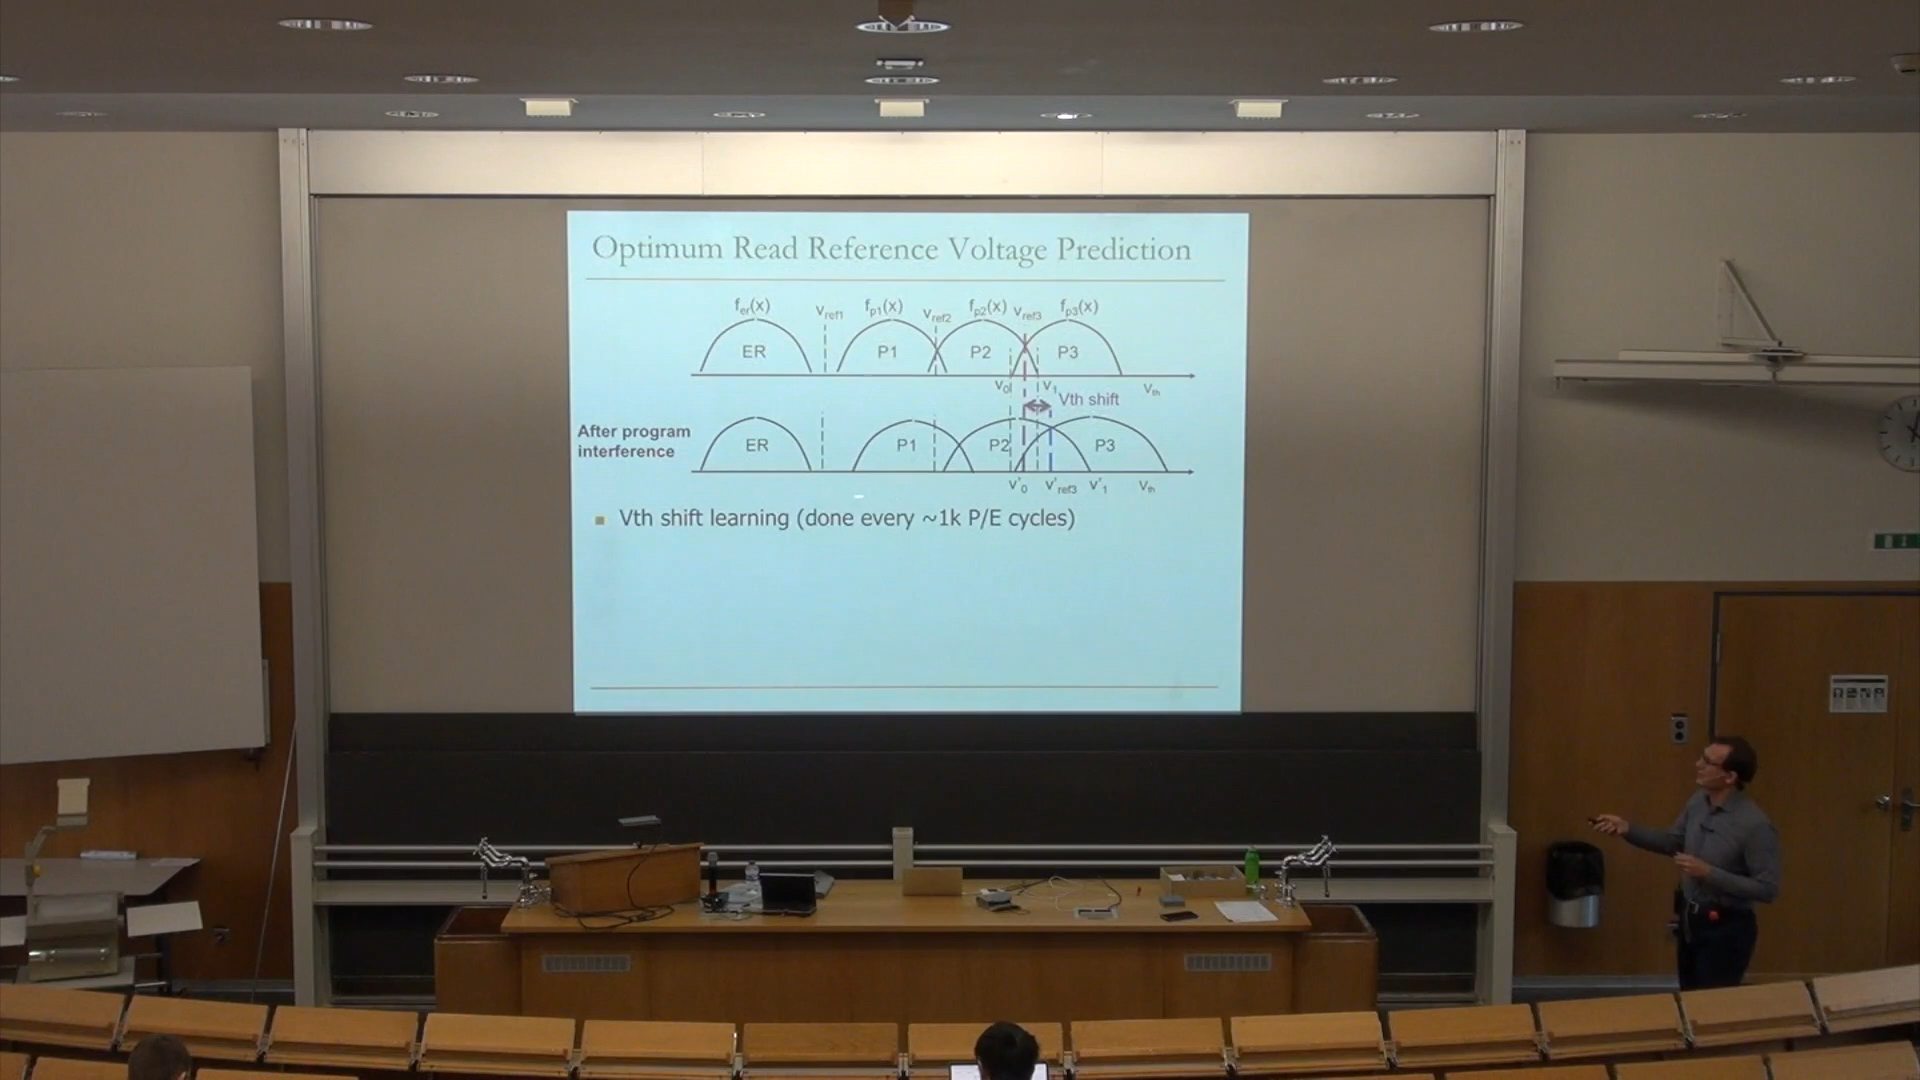 Optimum Read Reference Voltage Prediction
fer(x) vref1 fp1(x) vref2 fp2(x) vref3 fp3(x)
ER P1 P2 P3
v0 v1 Vth
Vth shift
After program
interference
ER P1 P2 P3
v'0 v'ref3 v'1 Vth
Vth shift learning (done every ~1k P/E cycles)